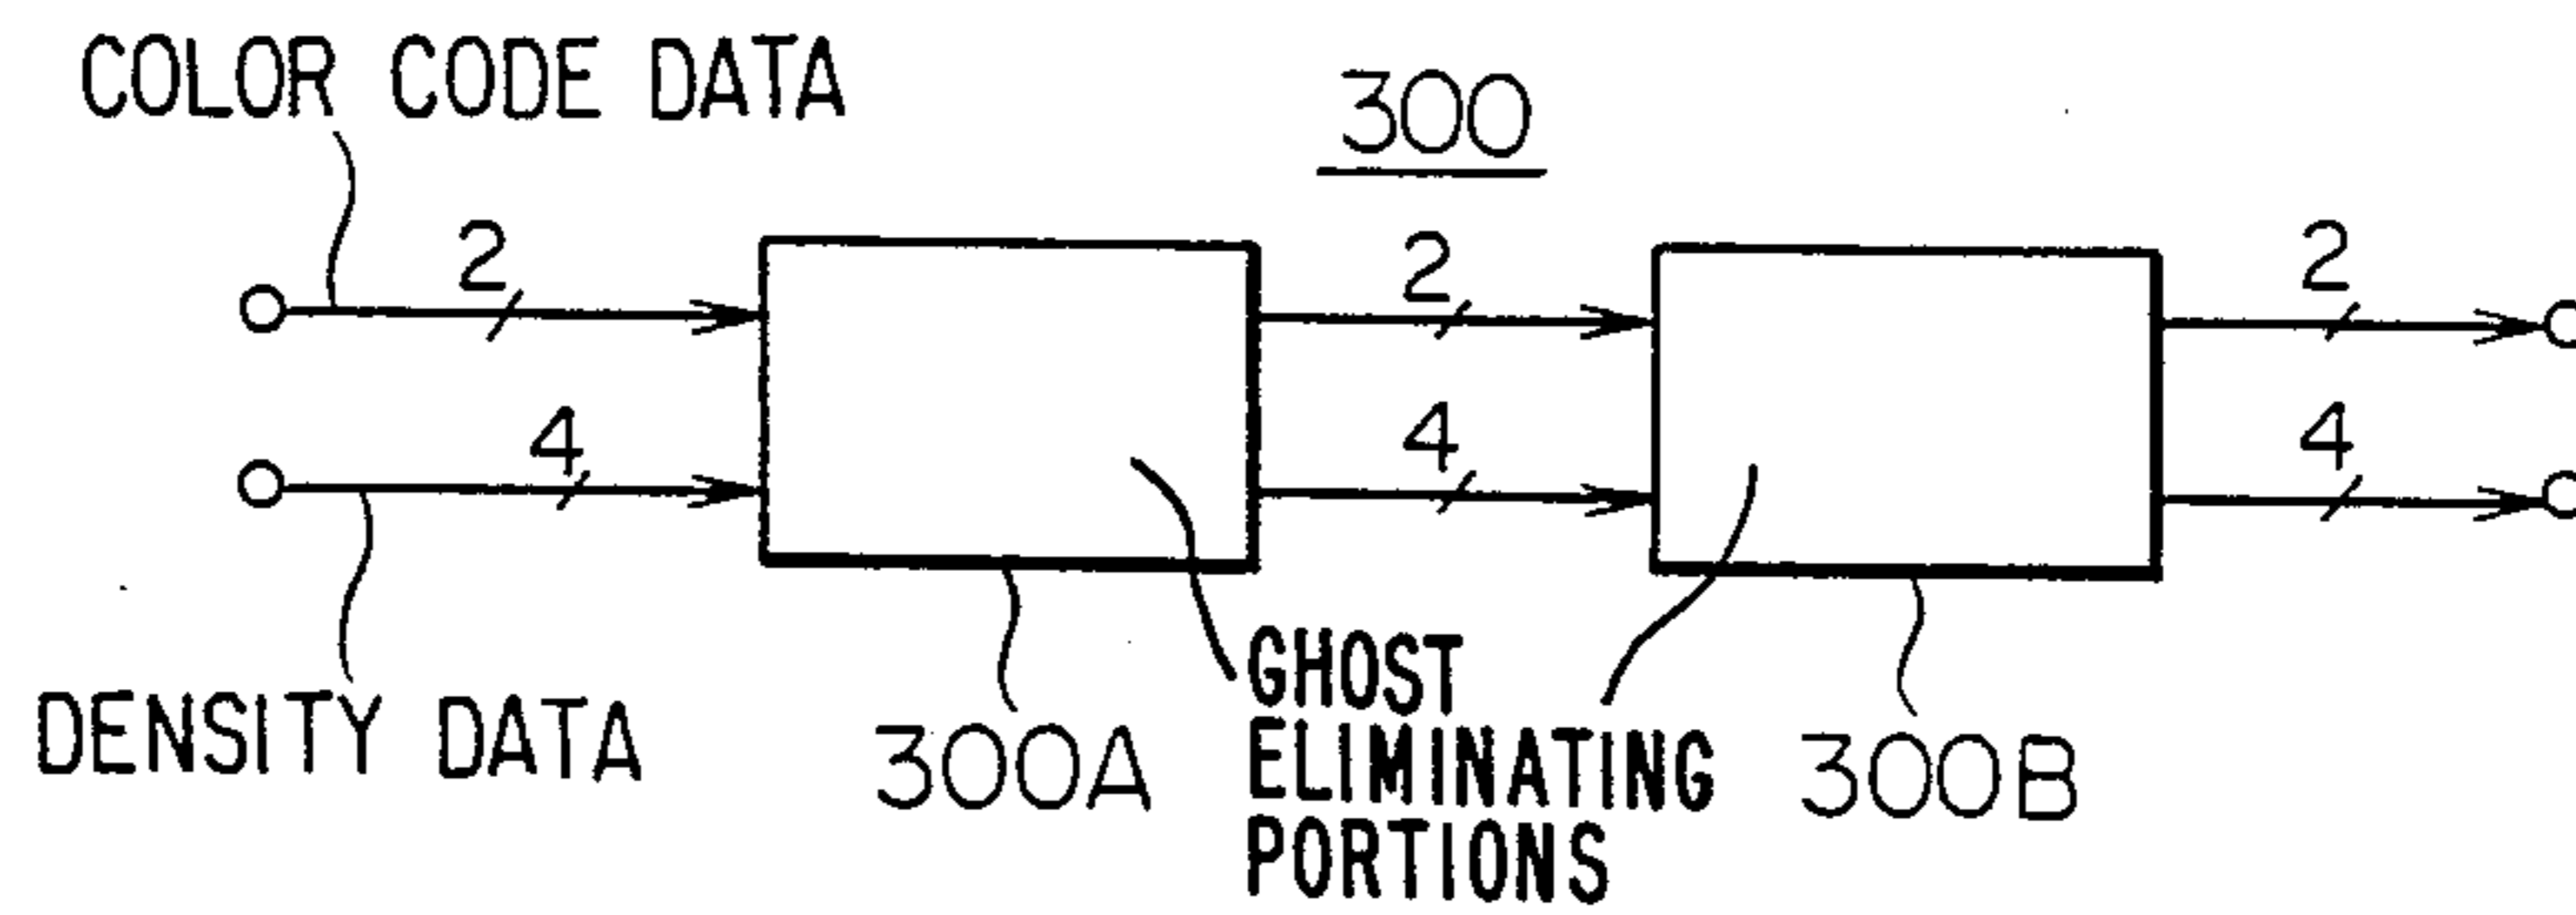 COLOR CODE DATA
300
2
2
2
4
4
4
DENSITY DATA
300A
GHOST
ELIMINATING
PORTIONS
300B